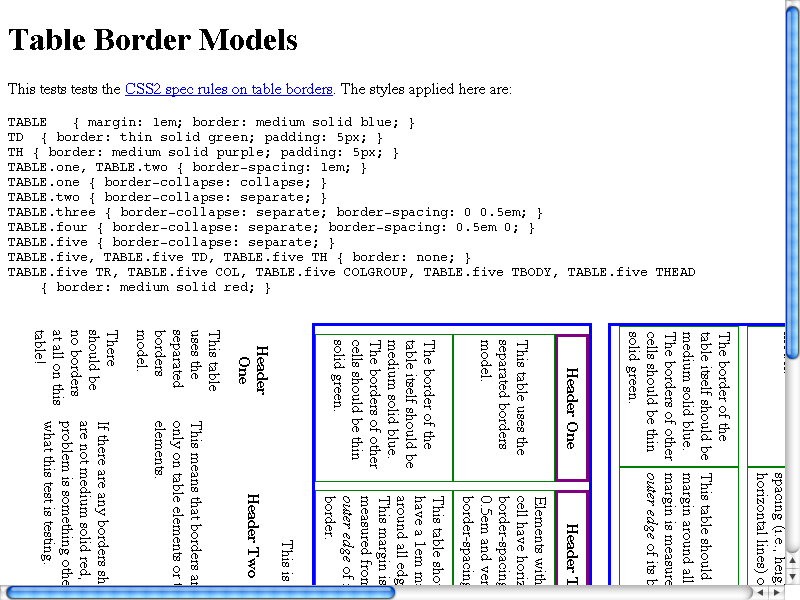 Table Border Models
This tests tests the CSS2 spec rules on table borders. The styles applied here are:
TABLE   { margin: 1em; border: medium solid blue; }
TD  { border: thin solid green; padding: 5px; }
TH { border: medium solid purple; padding: 5px; }
TABLE.one, TABLE.two { border-spacing: 1em; }
TABLE.one { border-collapse: collapse; }
TABLE.two { border-collapse: separate; }
TABLE.three { border-collapse: separate; border-spacing: 0 0.5em; }
TABLE.four { border-collapse: separate; border-spacing: 0.5em 0; }
TABLE.five { border-collapse: separate; }
TABLE.five, TABLE.five TD, TABLE.five TH { border: none; }
TABLE.five TR, TABLE.five COL, TABLE.five COLGROUP, TABLE.five TBODY, TABLE.five THEAD
    { border: medium solid red; }
spacing (i.e.,
horizontal lines)
The border of the
table itself should be
medium solid blue.
The borders of other
cells should be thin
solid green.
This table should
margin around all
margin is measure
outer edge of its
Header One
Header
This table uses the
separated borders
model.
Elements with
cell have
border-spacing
0.5em and
border-spacing
The border of the
table itself should be
medium solid blue.
The borders of other
cells should be thin
solid green.
This table
have a 1em
around all
This margin is
measured from
outer edge of
border.
This is
Header
One
Header Two
This table
uses the
separated
borders
model.
This means that borders
only on table elements or
elements.
There
should be
no borders
at all on this
table!
If there are any borders
are not medium solid red,
problem is something
what this test is testing.